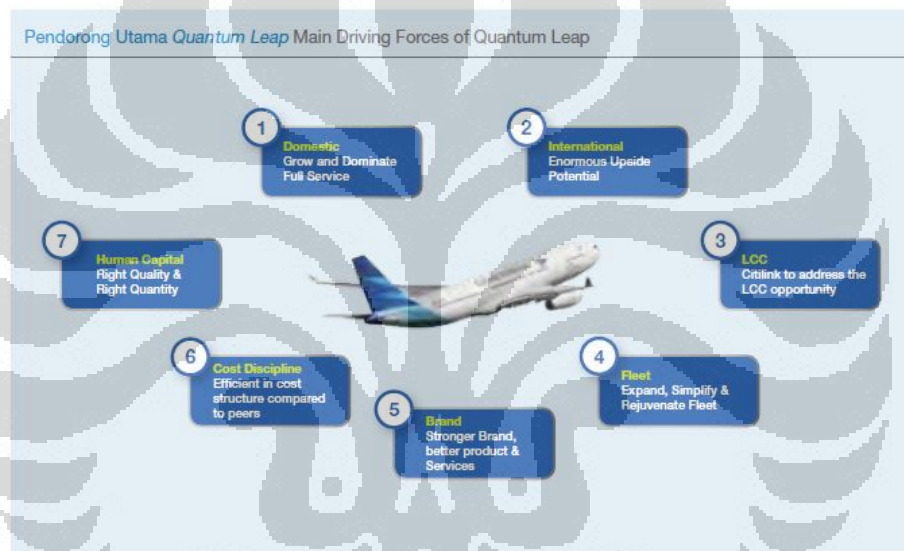 Pendorong Utama Quantum Leap Main Driving Forces of Quantum Leap
1
Domestic
Grow and Dominate
Full Service
2
International
Enormous Upside
Potential
3
LCC
Citilink to address the
LCC opportunity
4
Fleet
Expand, Simplify &
Rejuvenate Fleet
5
Brand
Stronger Brand,
better product &
Services
6
Cost Discipline
Efficient in cost
structure compared
to peers
7
Human Capital
Right Quality &
Right Quantity